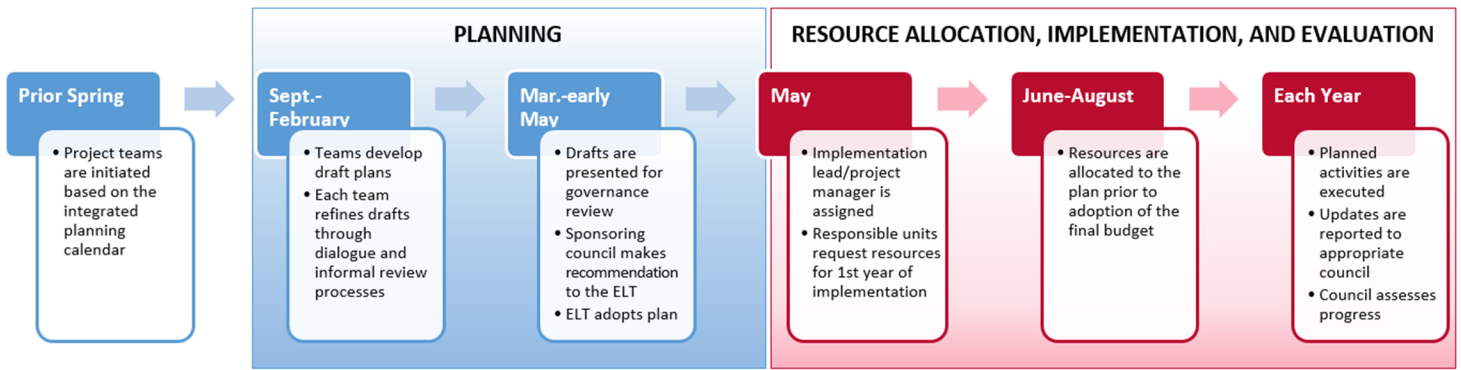 PLANNING
RESOURCE ALLOCATION, IMPLEMENTATION, AND EVALUATION
Prior Spring
• Project teams
are initiated
based on the
integrated
planning
calendar
Sept.-
February
• Teams develop
draft plans
• Each team
refines drafts
through
dialogue and
informal review
processes
Mar.-early
May
• Drafts are
presented for
governance
review
• Sponsoring
council makes
recommendation
to the ELT
• ELT adopts plan
May
• Implementation
lead/project
manager is
assigned
• Responsible units
request resources
for 1st year of
implementation
June-August
• Resources are
allocated to the
plan prior to
adoption of the
final budget
Each Year
• Planned
activities are
executed
• Updates are
reported to
appropriate
council
• Council assesses
progress